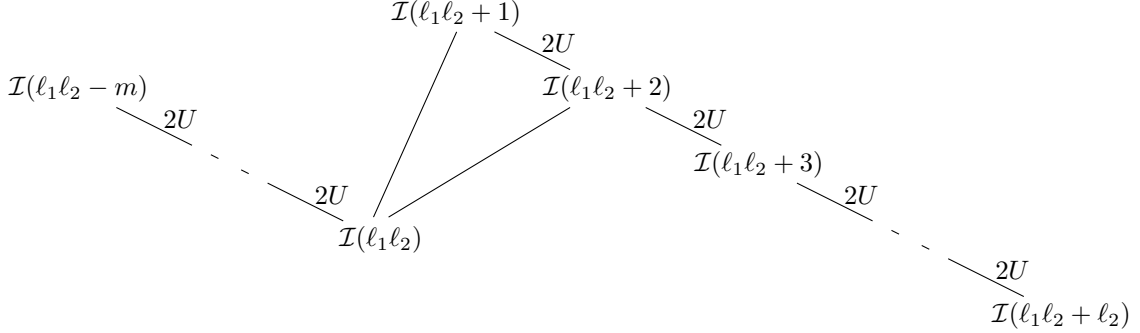 ℐ(ℓ₁ℓ₂ + 1)
2U
ℐ(ℓ₁ℓ₂ − m)
ℐ(ℓ₁ℓ₂ + 2)
2U
2U
ℐ(ℓ₁ℓ₂ + 3)
2U
2U
ℐ(ℓ₁ℓ₂)
2U
ℐ(ℓ₁ℓ₂ + ℓ₂)